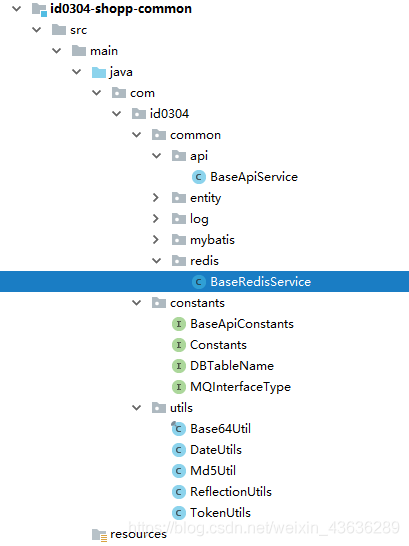 id0304-shopp-common
src
main
java
com
id0304
common
api
C BaseApiService
entity
log
mybatis
redis
C BaseRedisService
constants
I BaseApiConstants
I Constants
I DBTableName
I MQInterfaceType
utils
C Base64Util
C DateUtils
C Md5Util
C ReflectionUtils
C TokenUtils
https://blog.csdn.net/weixin_43636289
resources